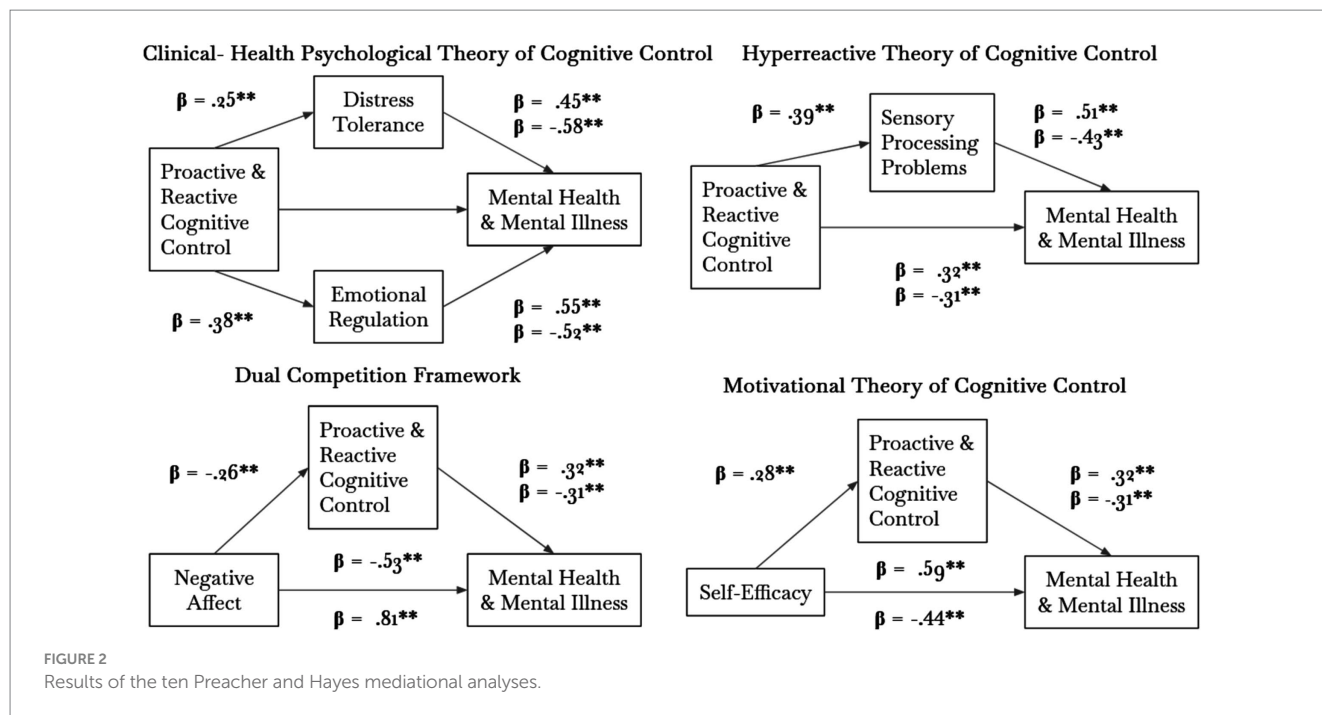 Clinical- Health Psychological Theory of Cognitive Control
β = .25**
Distress
Tolerance
β = .45**
β = -.58**
Proactive &
Reactive
Cognitive
Control
Mental Health
& Mental Illness
β = .38**
Emotional
Regulation
β = .55**
β = -.52**
Hyperreactive Theory of Cognitive Control
β = .39**
Sensory
Processing
Problems
β = .51**
β = -.43**
Proactive &
Reactive
Cognitive
Control
Mental Health
& Mental Illness
β = .32**
β = -.31**
Dual Competition Framework
β = -.26**
Proactive &
Reactive
Cognitive
Control
β = .32**
β = -.31**
Negative
Affect
β = -.53**
β = .81**
Mental Health
& Mental Illness
Motivational Theory of Cognitive Control
β = .28**
Proactive &
Reactive
Cognitive
Control
β = .32**
β = -.31**
Self-Efficacy
β = .59**
β = -.44**
Mental Health
& Mental Illness
FIGURE 2
Results of the ten Preacher and Hayes mediational analyses.